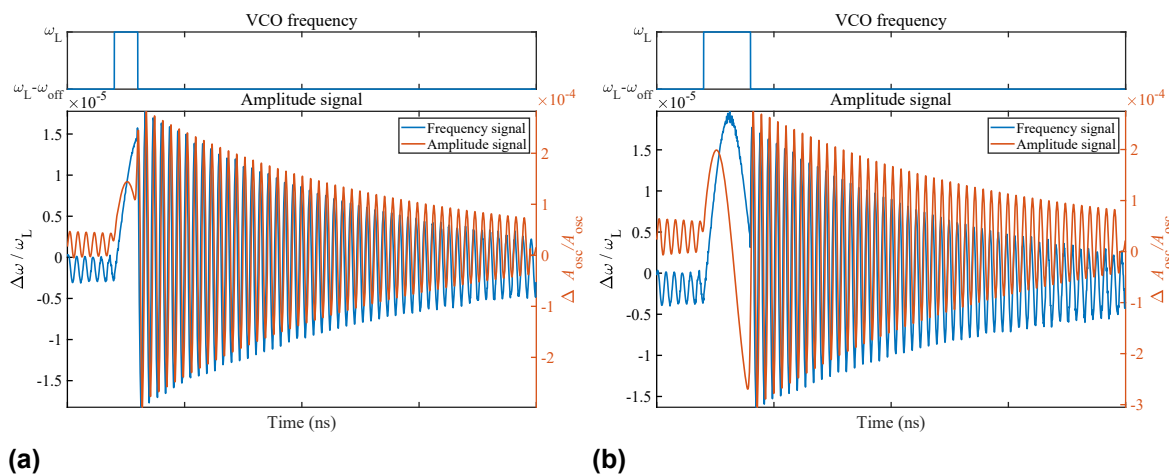 VCO frequency
ω_L
ω_L-ω_off
×10^-5
×10^-4
Amplitude signal
Frequency signal
Amplitude signal
1.5
1
0.5
0
-0.5
-1
-1.5
2
1
0
-1
-2
Δω / ω_L
Δ A_osc/A_osc
Time (ns)
(a)
VCO frequency
ω_L
ω_L-ω_off
×10^-5
×10^-4
Amplitude signal
Frequency signal
Amplitude signal
1.5
1
0.5
0
-0.5
-1
-1.5
2
1
0
-1
-2
-3
Δω / ω_L
Δ A_osc/A_osc
Time (ns)
(b)